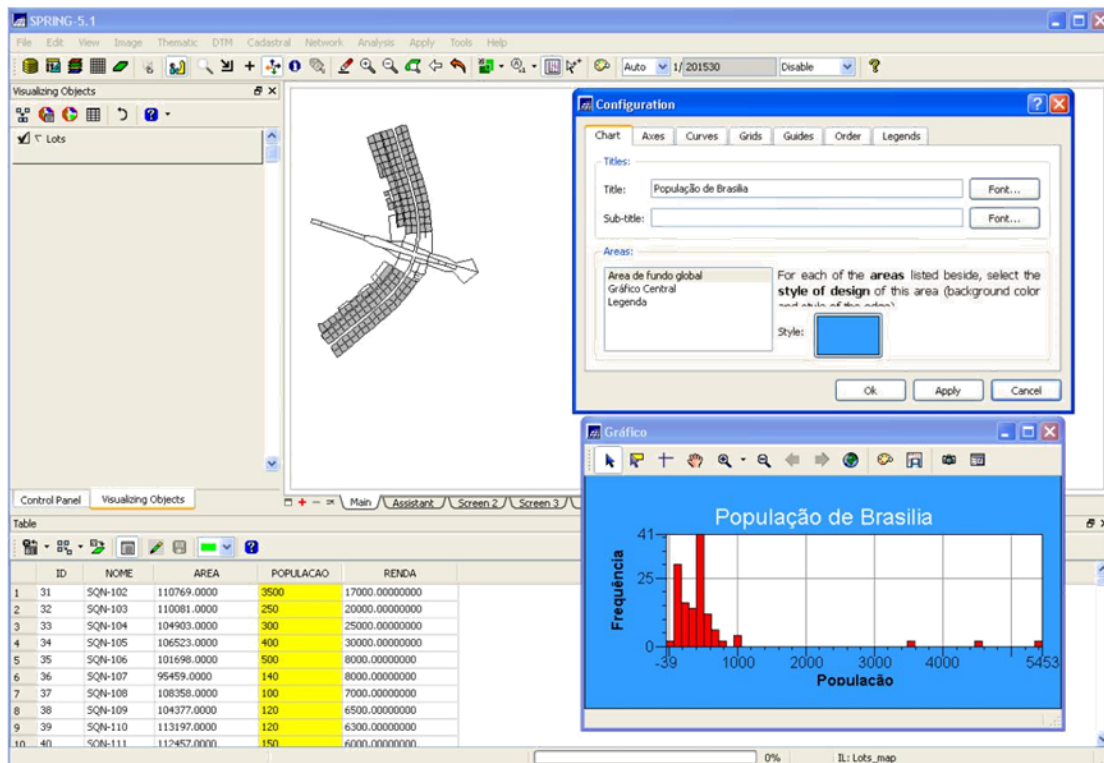 SPRING-5.1
File Edit View Image Thematic DTM Cadastral Network Analysis Apply Tools Help
Auto 1/ 201530 Disable
Visualizing Objects
Lots
Control Panel Visualizing Objects
Main Assistant Screen 2 Screen 3
Configuration
Chart Axes Curves Grids Guides Order Legends
Titles:
Title: População de Brasilia Font...
Sub-title: Font...
Areas:
Area de fundo global
Gráfico Central
Legenda
For each of the areas listed beside, select the
style of design of this area (background color
and style of the edge)
Style:
Ok Apply Cancel
Gráfico
População de Brasilia
Frequência
41
25
0
-39 1000 2000 3000 4000 5453
População
Table
ID NOME AREA POPULACAO RENDA
1 31 SQN-102 110769.0000 3500 17000.00000000
2 32 SQN-103 110081.0000 250 20000.00000000
3 33 SQN-104 104903.0000 300 25000.00000000
4 34 SQN-105 106523.0000 400 30000.00000000
5 35 SQN-106 101698.0000 500 8000.00000000
6 36 SQN-107 95459.0000 140 8000.00000000
7 37 SQN-108 108358.0000 100 7000.00000000
8 38 SQN-109 104377.0000 120 6500.00000000
9 39 SQN-110 113197.0000 120 6300.00000000
10 40 SQN-111 112457.0000 150 6000.00000000
0% IL: Lots_map